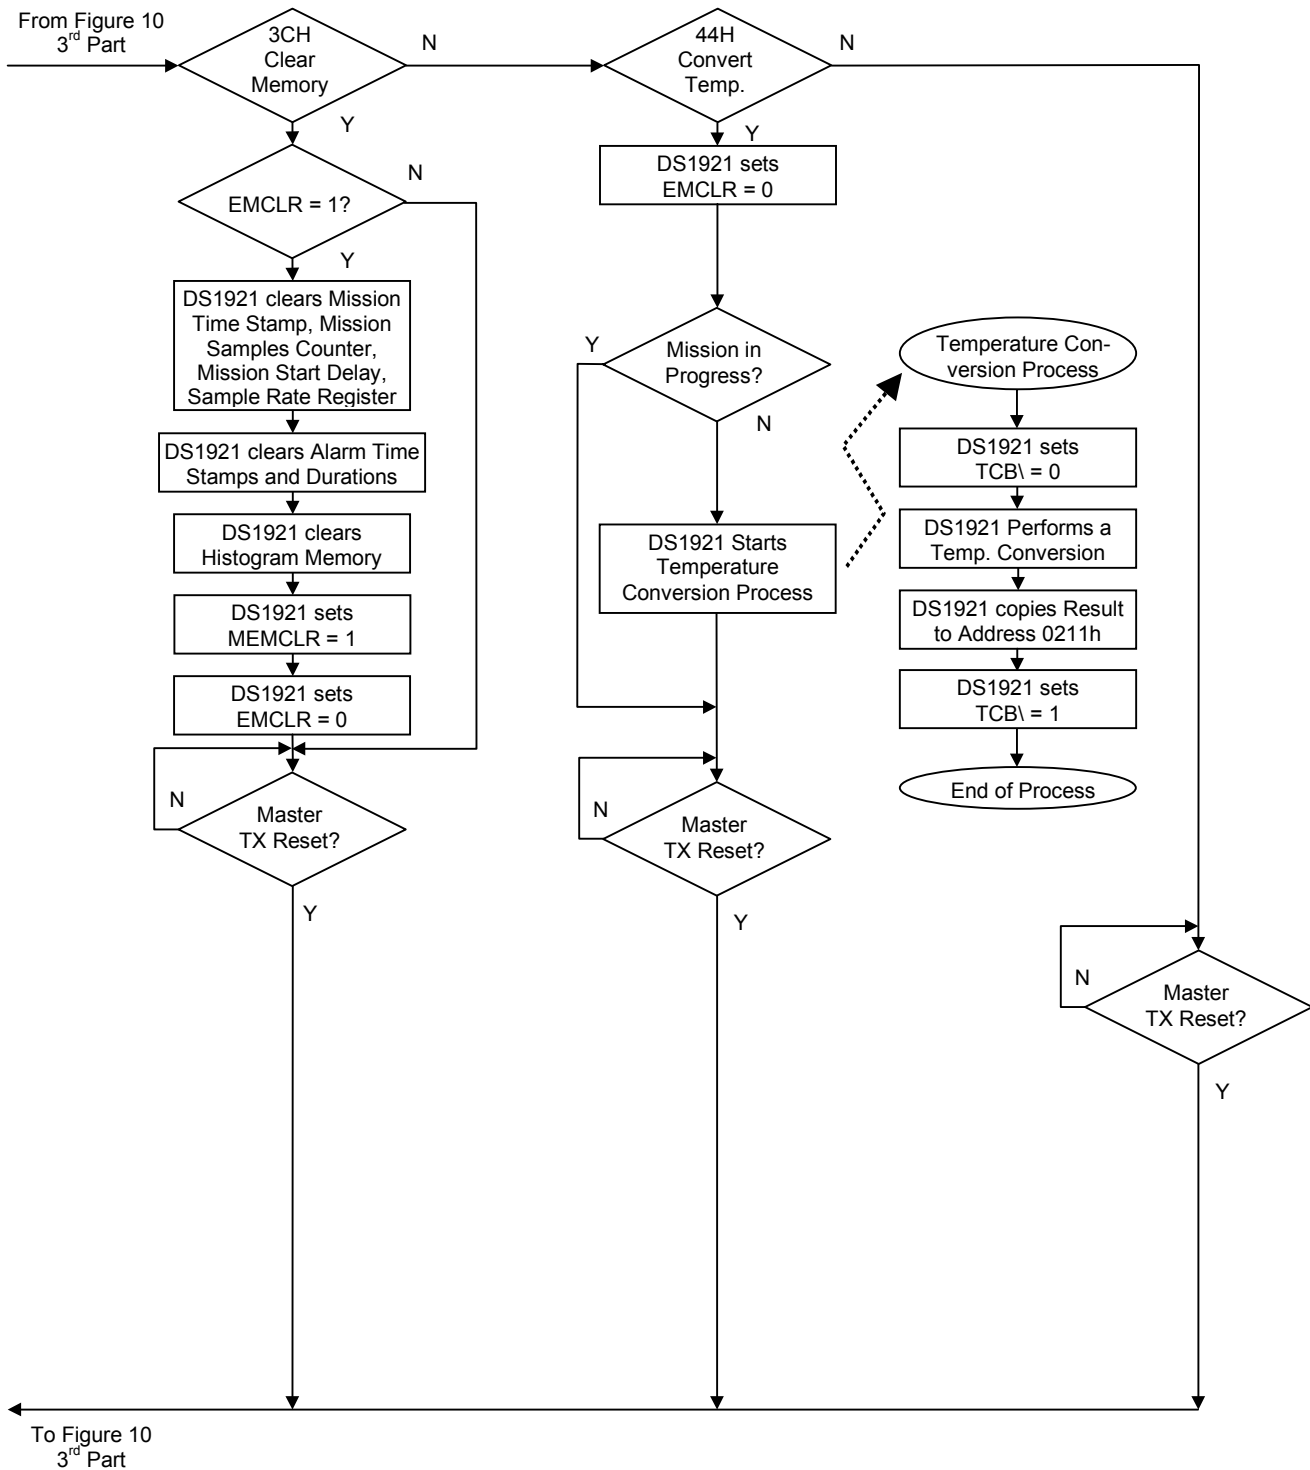 From Figure 10
3rd Part
3CH
Clear
Memory
N
Y
44H
Convert
Temp.
N
Y
EMCLR = 1?
N
Y
DS1921 sets
EMCLR = 0
DS1921 clears Mission
Time Stamp, Mission
Samples Counter,
Mission Start Delay,
Sample Rate Register
DS1921 clears Alarm Time
Stamps and Durations
DS1921 clears
Histogram Memory
DS1921 sets
MEMCLR = 1
DS1921 sets
EMCLR = 0
N
Master
TX Reset?
Y
Y
Mission in
Progress?
N
DS1921 Starts
Temperature
Conversion Process
N
Master
TX Reset?
Y
Temperature Con-
version Process
DS1921 sets
TCB\ = 0
DS1921 Performs a
Temp. Conversion
DS1921 copies Result
to Address 0211h
DS1921 sets
TCB\ = 1
End of Process
N
Master
TX Reset?
Y
To Figure 10
3rd Part